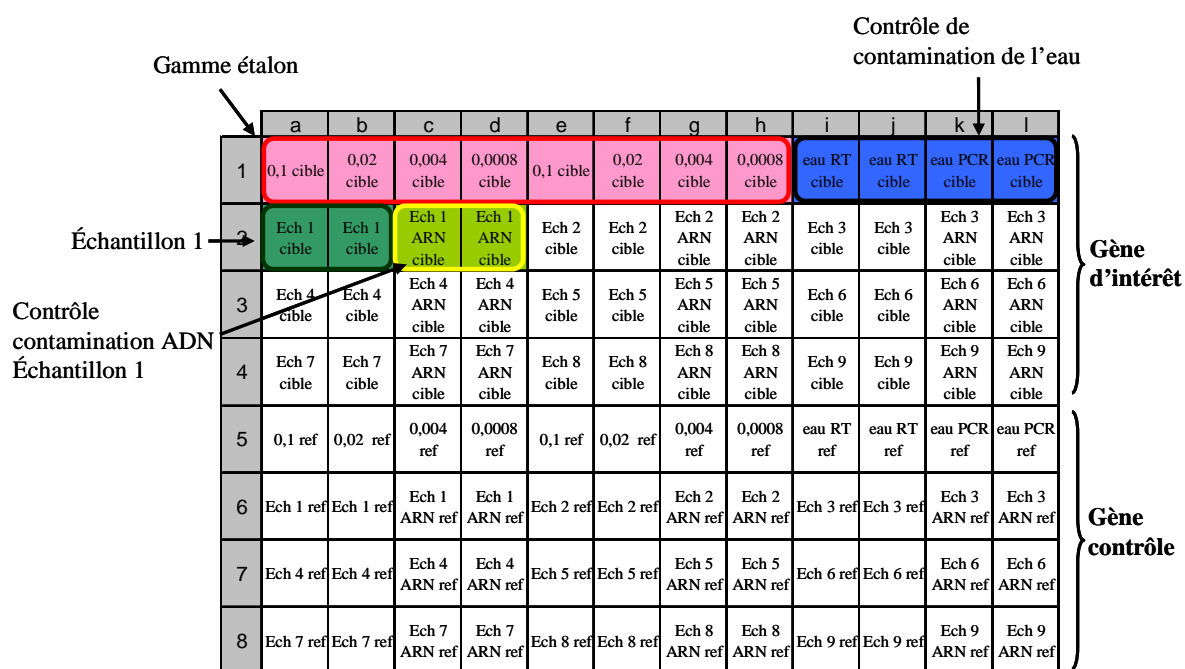 Contrôle de
contamination de l'eau
Gamme étalon
a b c d e f g h i j k l
1 0,1 cible 0,02 cible 0,004 cible 0,0008 cible 0,1 cible 0,02 cible 0,004 cible 0,0008 cible eau RT cible eau RT cible eau PCR cible eau PCR cible
Échantillon 1
2 Ech 1 cible Ech 1 cible Ech 1 ARN cible Ech 1 ARN cible Ech 2 cible Ech 2 cible Ech 2 ARN cible Ech 2 ARN cible Ech 3 cible Ech 3 cible Ech 3 ARN cible Ech 3 ARN cible
Gène
d'intérêt
Contrôle
contamination ADN
Échantillon 1
3 Ech 4 cible Ech 4 cible Ech 4 ARN cible Ech 4 ARN cible Ech 5 cible Ech 5 cible Ech 5 ARN cible Ech 5 ARN cible Ech 6 cible Ech 6 cible Ech 6 ARN cible Ech 6 ARN cible
4 Ech 7 cible Ech 7 cible Ech 7 ARN cible Ech 7 ARN cible Ech 8 cible Ech 8 cible Ech 8 ARN cible Ech 8 ARN cible Ech 9 cible Ech 9 cible Ech 9 ARN cible Ech 9 ARN cible
5 0,1 ref 0,02 ref 0,004 ref 0,0008 ref 0,1 ref 0,02 ref 0,004 ref 0,0008 ref eau RT ref eau RT ref eau PCR ref eau PCR ref
6 Ech 1 ref Ech 1 ref Ech 1 ARN ref Ech 1 ARN ref Ech 2 ref Ech 2 ref Ech 2 ARN ref Ech 2 ARN ref Ech 3 ref Ech 3 ref Ech 3 ARN ref Ech 3 ARN ref
Gène
contrôle
7 Ech 4 ref Ech 4 ref Ech 4 ARN ref Ech 4 ARN ref Ech 5 ref Ech 5 ref Ech 5 ARN ref Ech 5 ARN ref Ech 6 ref Ech 6 ref Ech 6 ARN ref Ech 6 ARN ref
8 Ech 7 ref Ech 7 ref Ech 7 ARN ref Ech 7 ARN ref Ech 8 ref Ech 8 ref Ech 8 ARN ref Ech 8 ARN ref Ech 9 ref Ech 9 ref Ech 9 ARN ref Ech 9 ARN ref